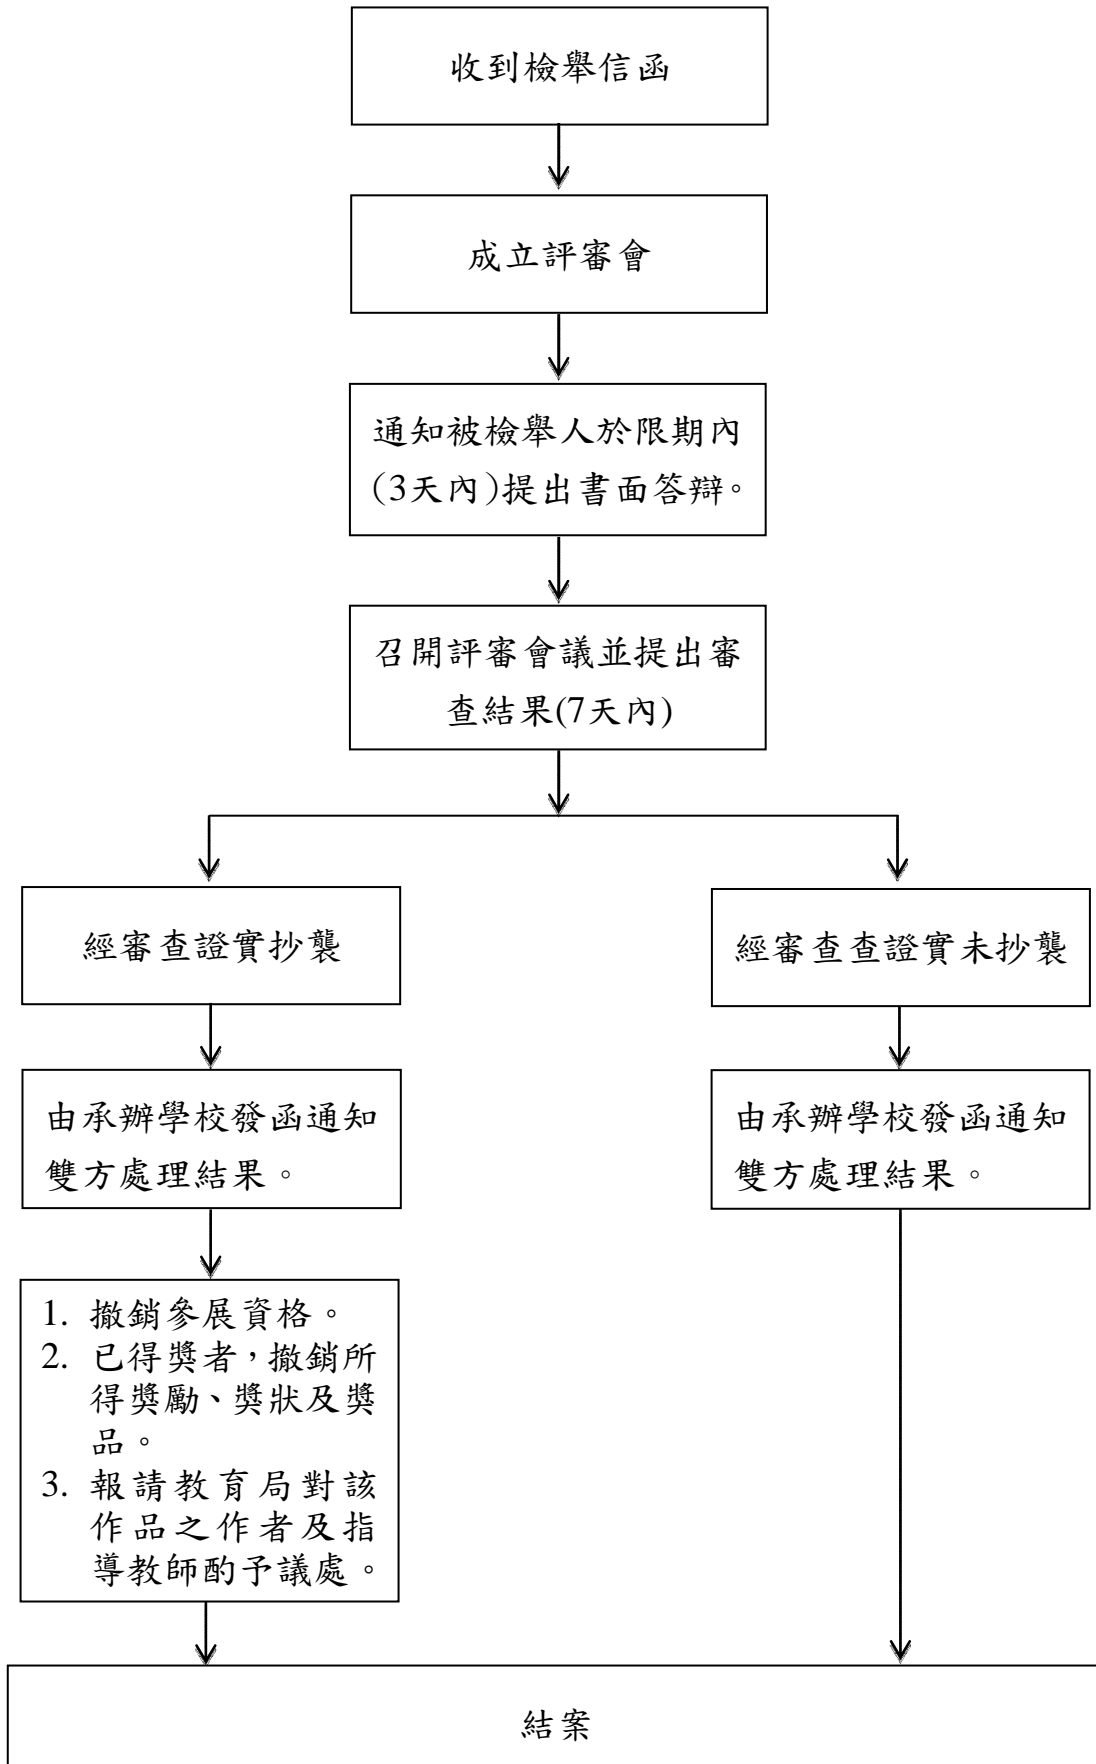 收到檢舉信函
成立評審會
通知被檢舉人於限期內
(3天內)提出書面答辯。
召開評審會議並提出審
查結果(7天內)
經審查證實抄襲
經審查查證實未抄襲
由承辦學校發函通知
雙方處理結果。
由承辦學校發函通知
雙方處理結果。
1. 撤銷參展資格。
2. 已得獎者，撤銷所
得獎勵、獎狀及獎
品。
3. 報請教育局對該
作品之作者及指
導教師酌予議處。
結案